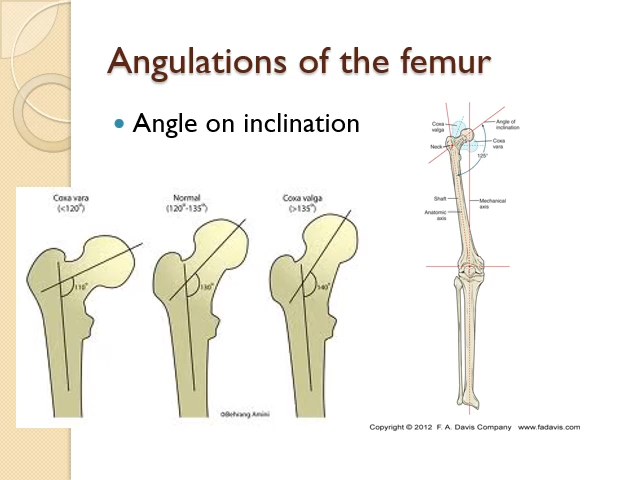 Angulations of the femur
Angle on inclination
Coxa vara
(<120°)
Normal
(120°-135°)
Coxa valga
(>135°)
110°
130°
140°
©Behrang Amini
Coxa
valga
Angle of
inclination
Neck
Coxa
vara
125°
Shaft
Mechanical
axis
Anatomic
axis
Copyright © 2012 F. A. Davis Company www.fadavis.com